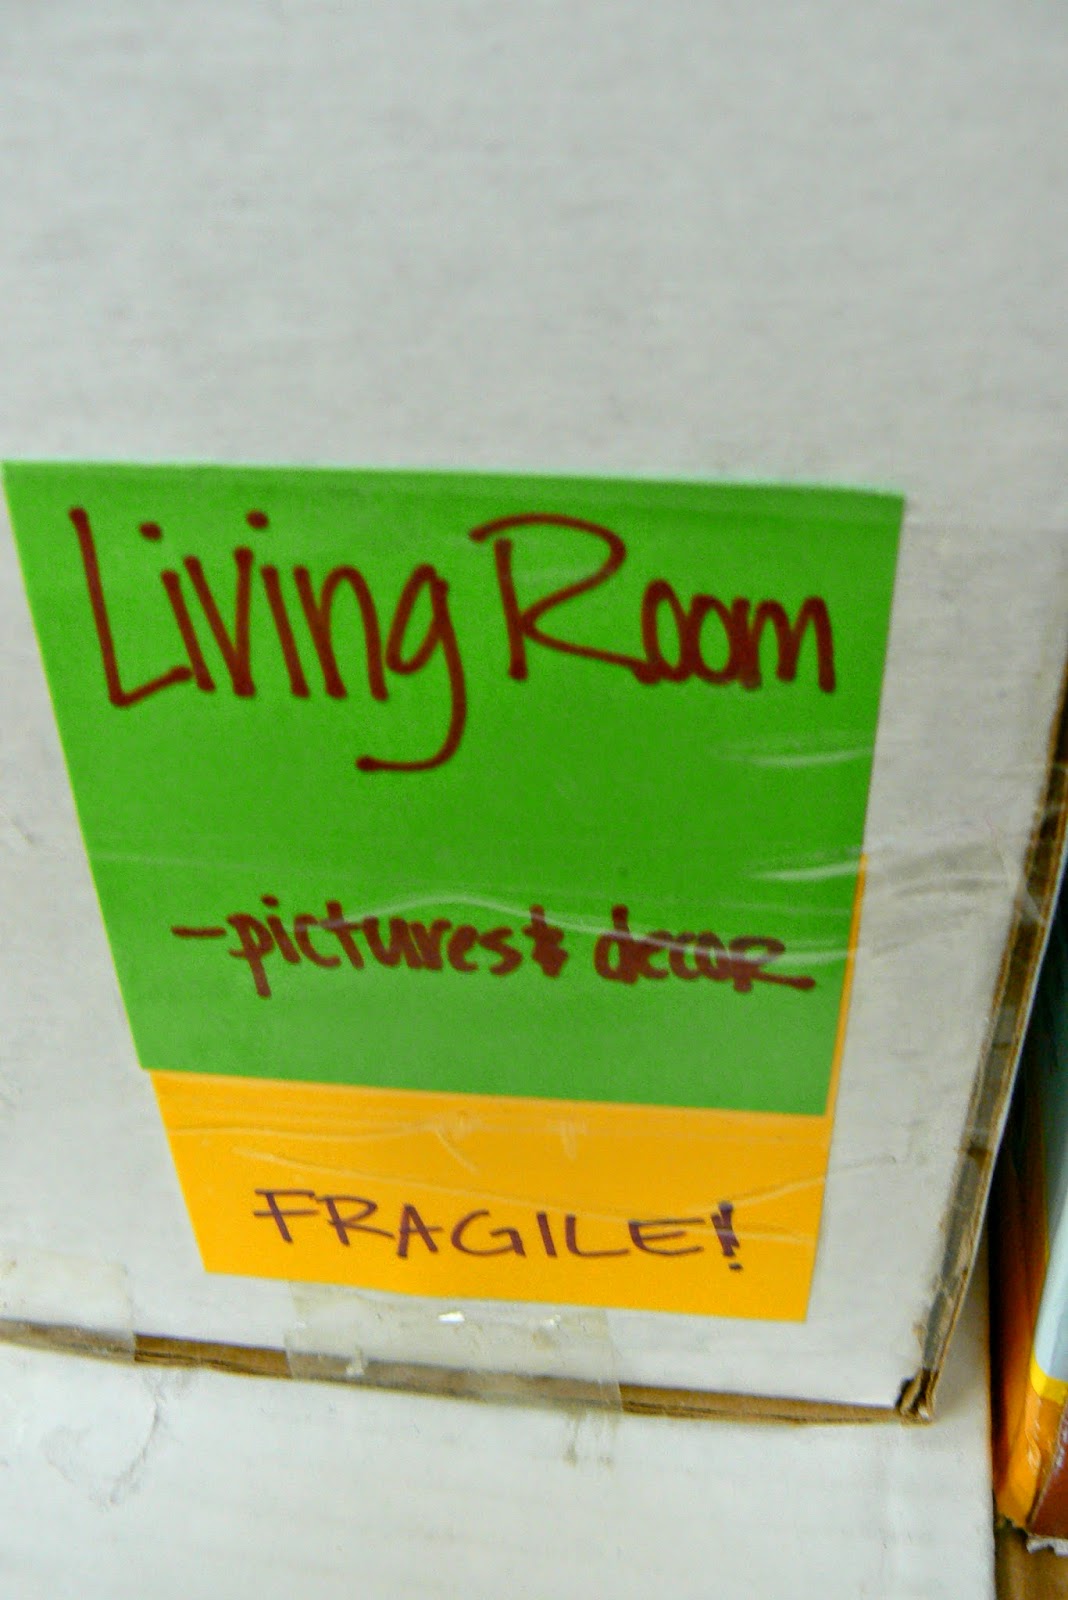 Living Room
-pictures & decor
FRAGILE!